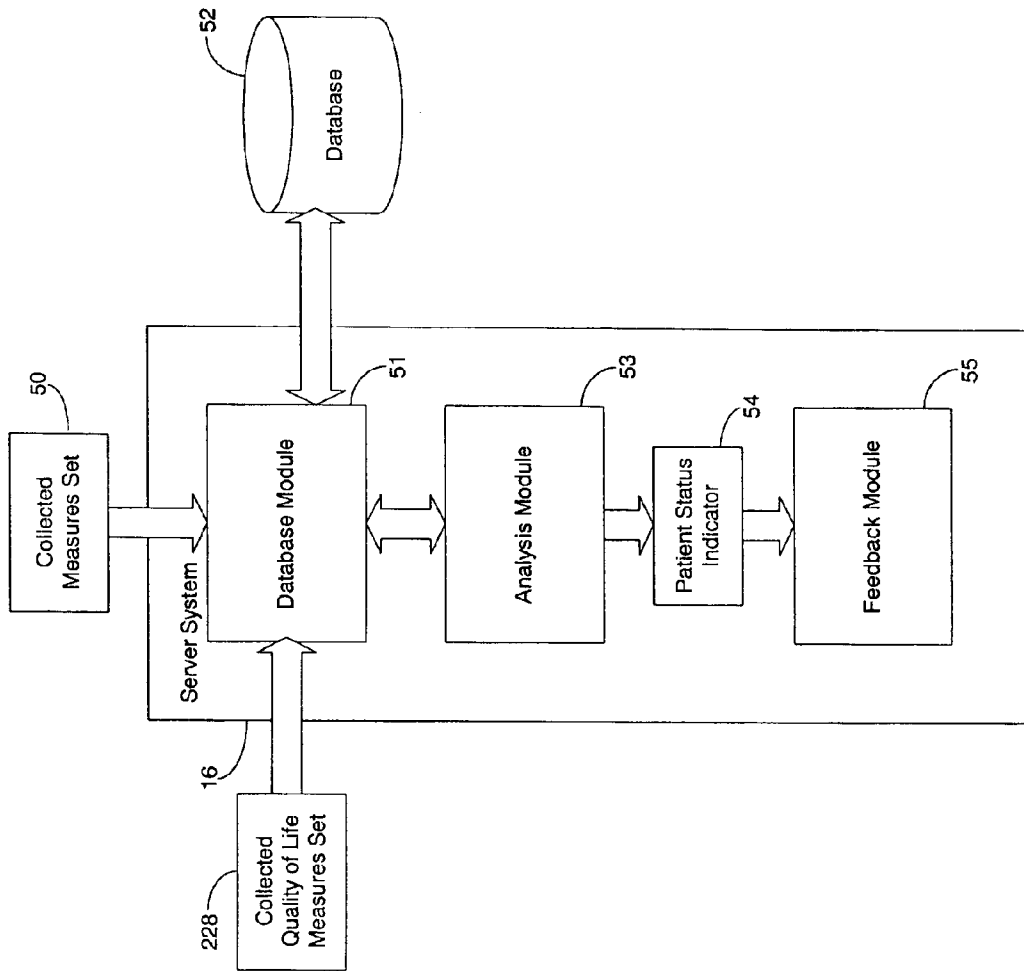 50
Collected
Measures Set
52
Database
Server System
Database Module
51
16
228
Collected
Quality of Life
Measures Set
Analysis Module
53
Patient Status
Indicator
54
Feedback Module
55